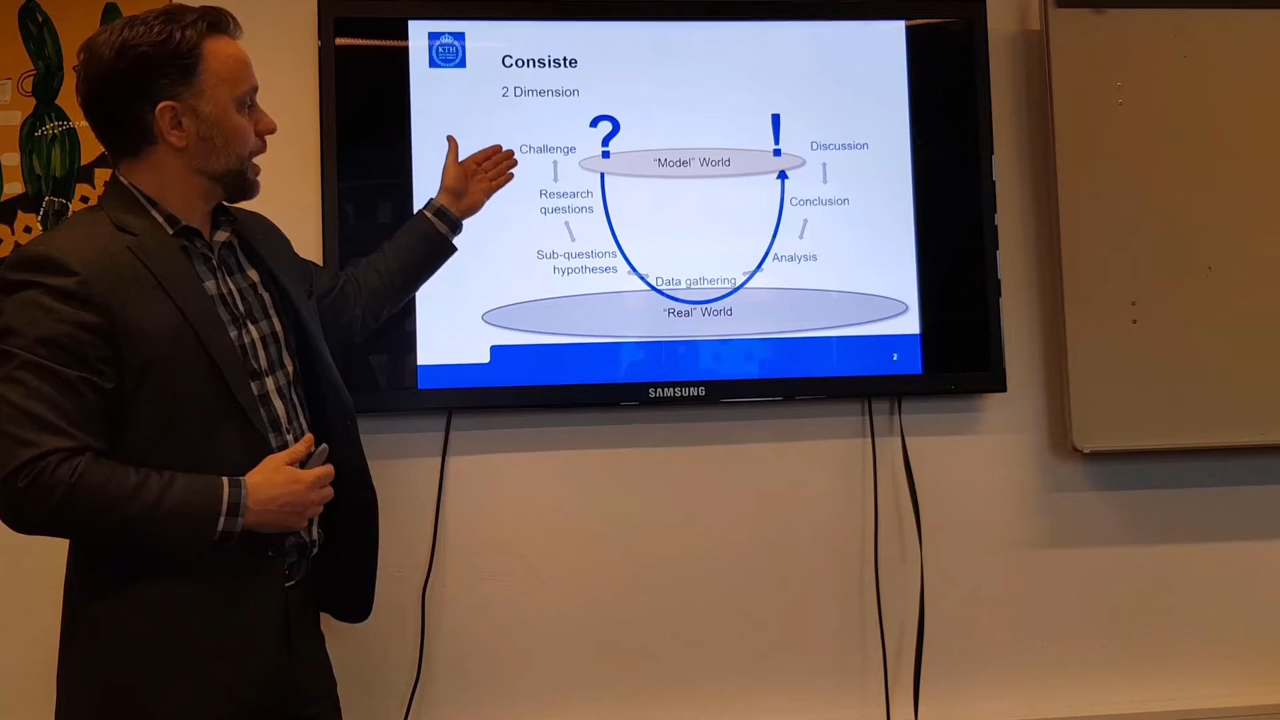 KTH
Consiste
2 Dimension
? !
Challenge
"Model" World
Discussion
Research
questions
Conclusion
Sub-questions
hypotheses
Analysis
Data gathering
"Real" World
2
SAMSUNG